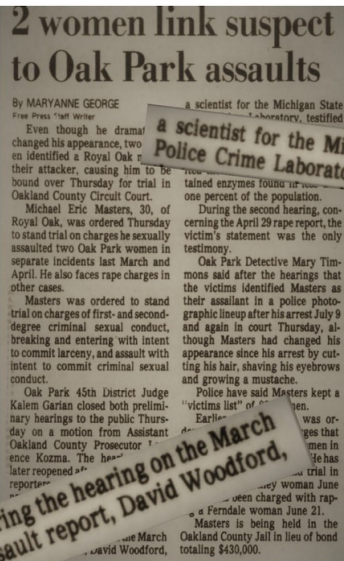 2 women link suspect
to Oak Park assaults
By MARYANNE GEORGE
Free Press Staff Writer
Even though he dramat
changed his appearance, two
en identified a Royal Oak
their attacker, causing him to be
bound over Thursday for trial in
Oakland County Circuit Court.
Michael Eric Masters, 30, of
Royal Oak, was ordered Thursday
to stand trial on charges he sexually
assaulted two Oak Park women in
separate incidents last March and
April. He also faces rape charges in
other cases.
Masters was ordered to stand
trial on charges of first- and second-
degree criminal sexual conduct,
breaking and entering with intent
to commit larceny, and assault with
intent to commit criminal sexual
conduct.
Oak Park 45th District Judge
Kalem Garian closed both prelimi-
nary hearings to the public Thurs-
day on a motion from Assistant
Oakland County Prosecutor
ence Kozma. The
later reopened
reporters
the March
David Woodford,
a scientist for the Michigan State
Laboratory, testified
a scientist for the Mi
Police Crime Laborato
tained enzymes found in
one percent of the population.
During the second hearing, con-
cerning the April 29 rape report, the
victim's statement was the only
testimony.
Oak Park Detective Mary Tim-
mons said after the hearings that
the victims identified Masters as
their assailant in a police photo-
graphic lineup after his arrest July 9
and again in court Thursday, al-
though Masters had changed his
appearance since his arrest by cut-
ting his hair, shaving his eyebrows
and growing a mustache.
Police have said Masters kept a
"victims list" of
Earlier was or-
ges that
men in
He has
trial in
ey woman June
been charged with rap-
a Ferndale woman June 21.
Masters is being held in the
Oakland County Jail in lieu of bond
totaling $430,000.
ring the hearing on the March
sault report, David Woodford,